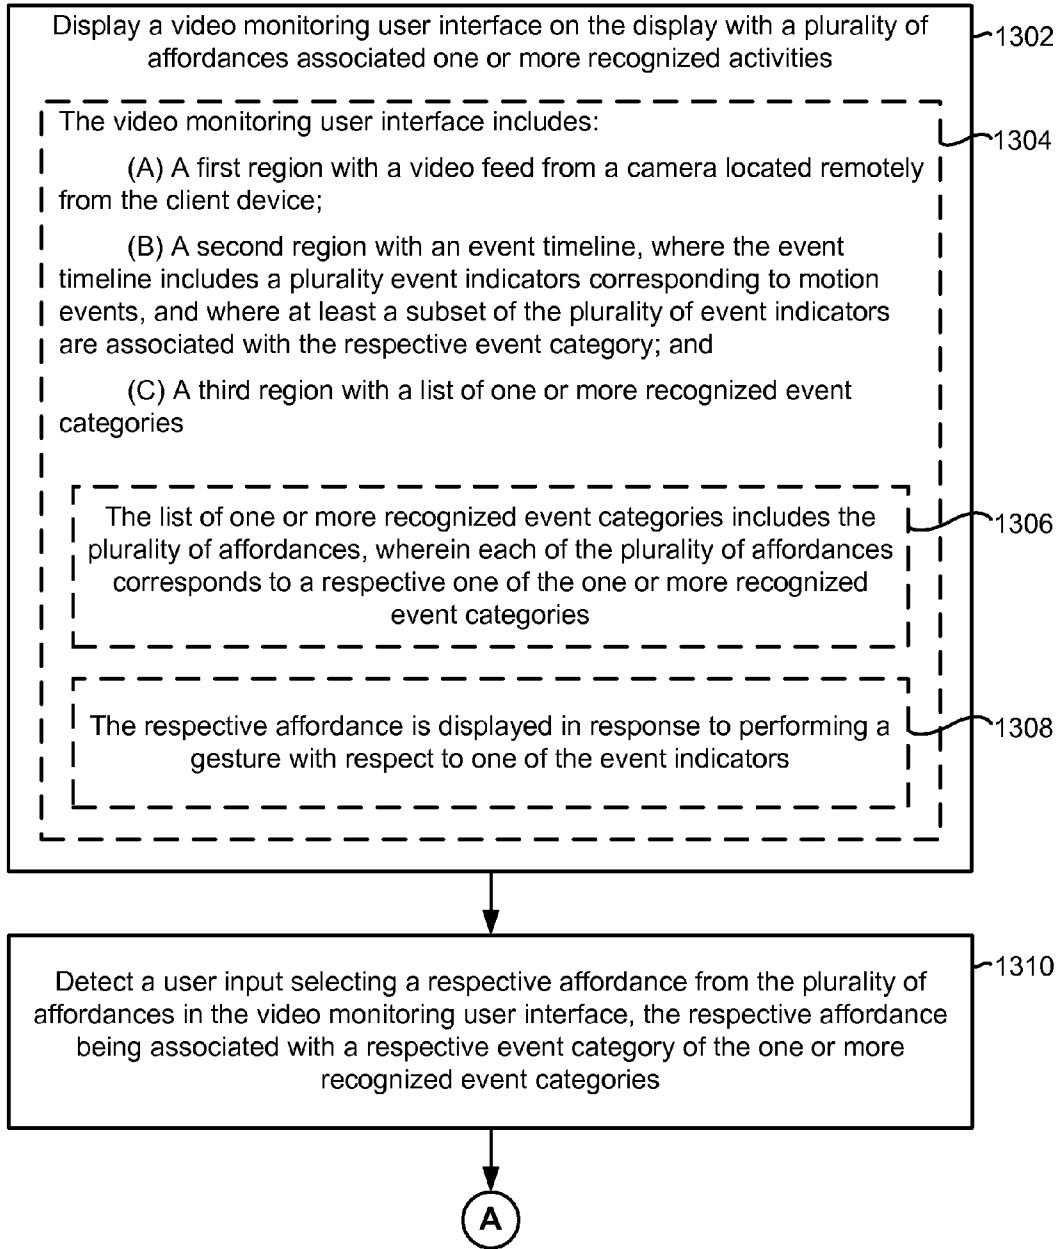 Display a video monitoring user interface on the display with a plurality of
affordances associated one or more recognized activities
1302
The video monitoring user interface includes:
1304
(A) A first region with a video feed from a camera located remotely
from the client device;
(B) A second region with an event timeline, where the event
timeline includes a plurality event indicators corresponding to motion
events, and where at least a subset of the plurality of event indicators
are associated with the respective event category; and
(C) A third region with a list of one or more recognized event
categories
The list of one or more recognized event categories includes the
plurality of affordances, wherein each of the plurality of affordances
corresponds to a respective one of the one or more recognized
event categories
1306
The respective affordance is displayed in response to performing a
gesture with respect to one of the event indicators
1308
Detect a user input selecting a respective affordance from the plurality of
affordances in the video monitoring user interface, the respective affordance
being associated with a respective event category of the one or more
recognized event categories
1310
A